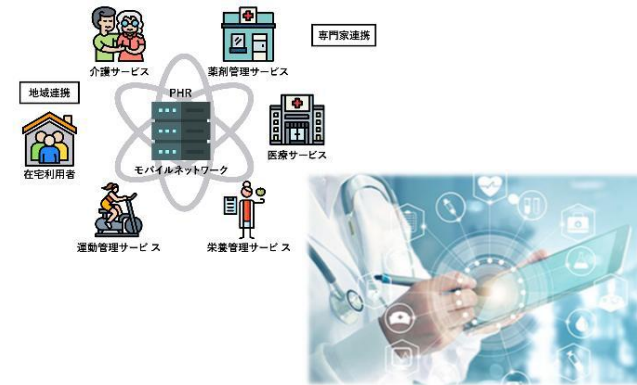 介護サービス
薬剤管理サービス
専門家連携
地域連携
PHR
医療サービス
在宅利用者
モバイルネットワーク
運動管理サービス
栄養管理サービス